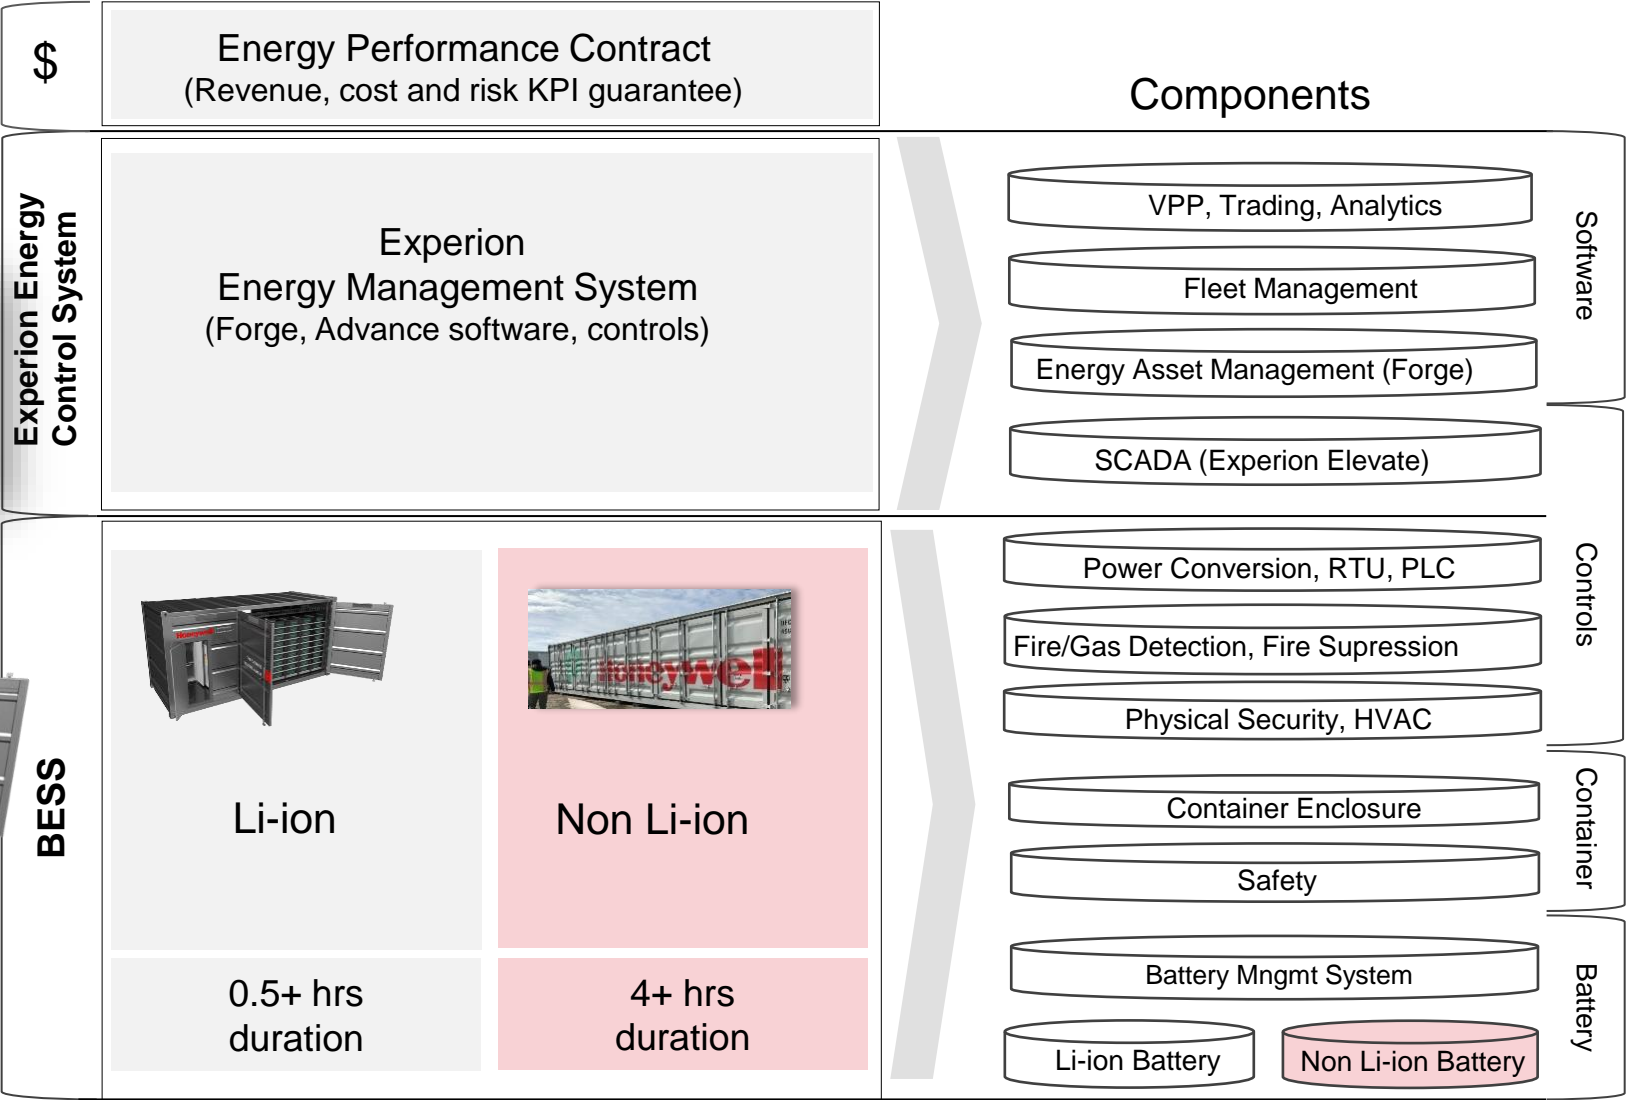 $
Energy Performance Contract
(Revenue, cost and risk KPI guarantee)
Components
Experion Energy
Control System
Experion
Energy Management System
(Forge, Advance software, controls)
VPP, Trading, Analytics
Fleet Management
Energy Asset Management (Forge)
SCADA (Experion Elevate)
Software
BESS
Honeywell
Honeywell
Li-ion
Non Li-ion
0.5+ hrs
duration
4+ hrs
duration
Power Conversion, RTU, PLC
Fire/Gas Detection, Fire Supression
Physical Security, HVAC
Controls
Container Enclosure
Safety
Container
Battery Mngmt System
Li-ion Battery
Non Li-ion Battery
Battery